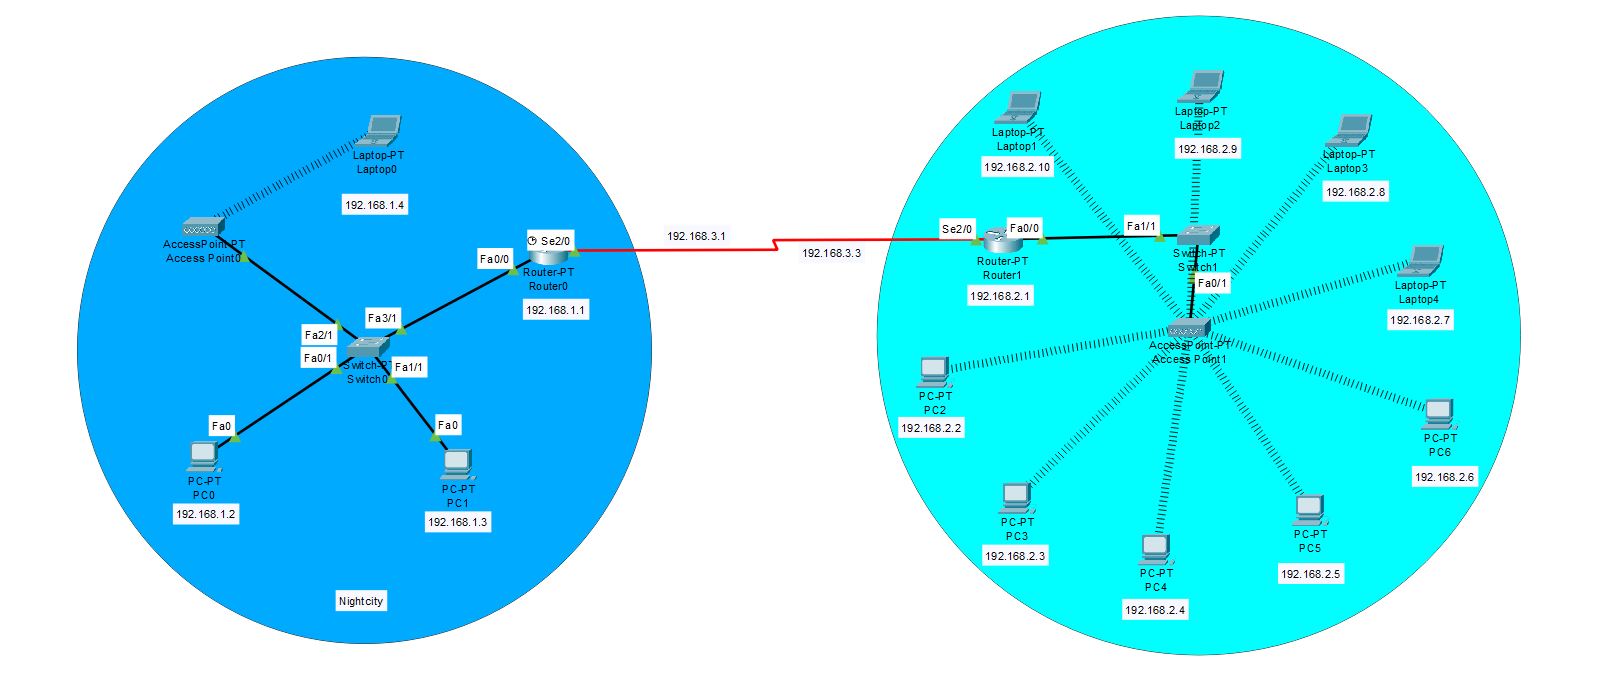 Laptop-PT
Laptop0
192.168.1.4
AccessPoint-PT
Access Point0
Se2/0
Fa0/0
Router-PT
Router0
192.168.1.1
Fa3/1
Fa2/1
Fa0/1
Switch-PT
Switch0
Fa1/1
Fa0
PC-PT
PC0
192.168.1.2
Fa0
PC-PT
PC1
192.168.1.3
Nightcity
192.168.3.1
192.168.3.3
Laptop-PT
Laptop1
192.168.2.10
Laptop-PT
Laptop2
192.168.2.9
Laptop-PT
Laptop3
192.168.2.8
Se2/0
Fa0/0
Router-PT
Router1
192.168.2.1
Fa1/1
Switch-PT
Switch1
Fa0/1
Laptop-PT
Laptop4
192.168.2.7
AccessPoint-PT
Access Point1
PC-PT
PC2
192.168.2.2
PC-PT
PC6
192.168.2.6
PC-PT
PC3
192.168.2.3
PC-PT
PC5
192.168.2.5
PC-PT
PC4
192.168.2.4